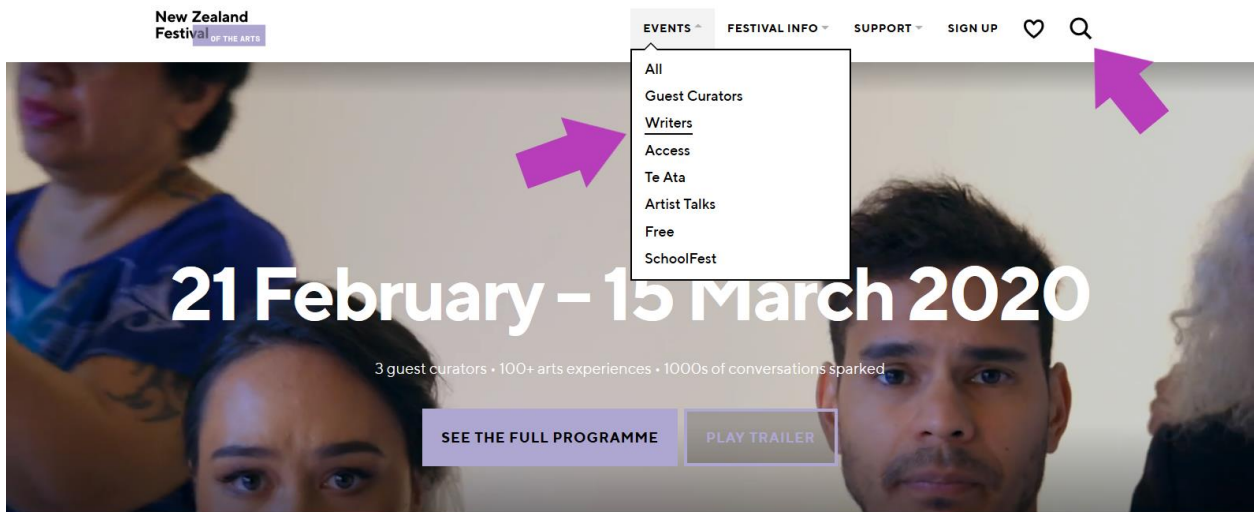 New Zealand
Festival
OF THE ARTS
EVENTS FESTIVAL INFO SUPPORT SIGN UP
All
Guest Curators
Writers
Access
Te Ata
Artist Talks
Free
SchoolFest
21 February – 15 March 2020
3 guest curators • 100+ arts experiences • 1000s of conversations sparked
SEE THE FULL PROGRAMME PLAY TRAILER